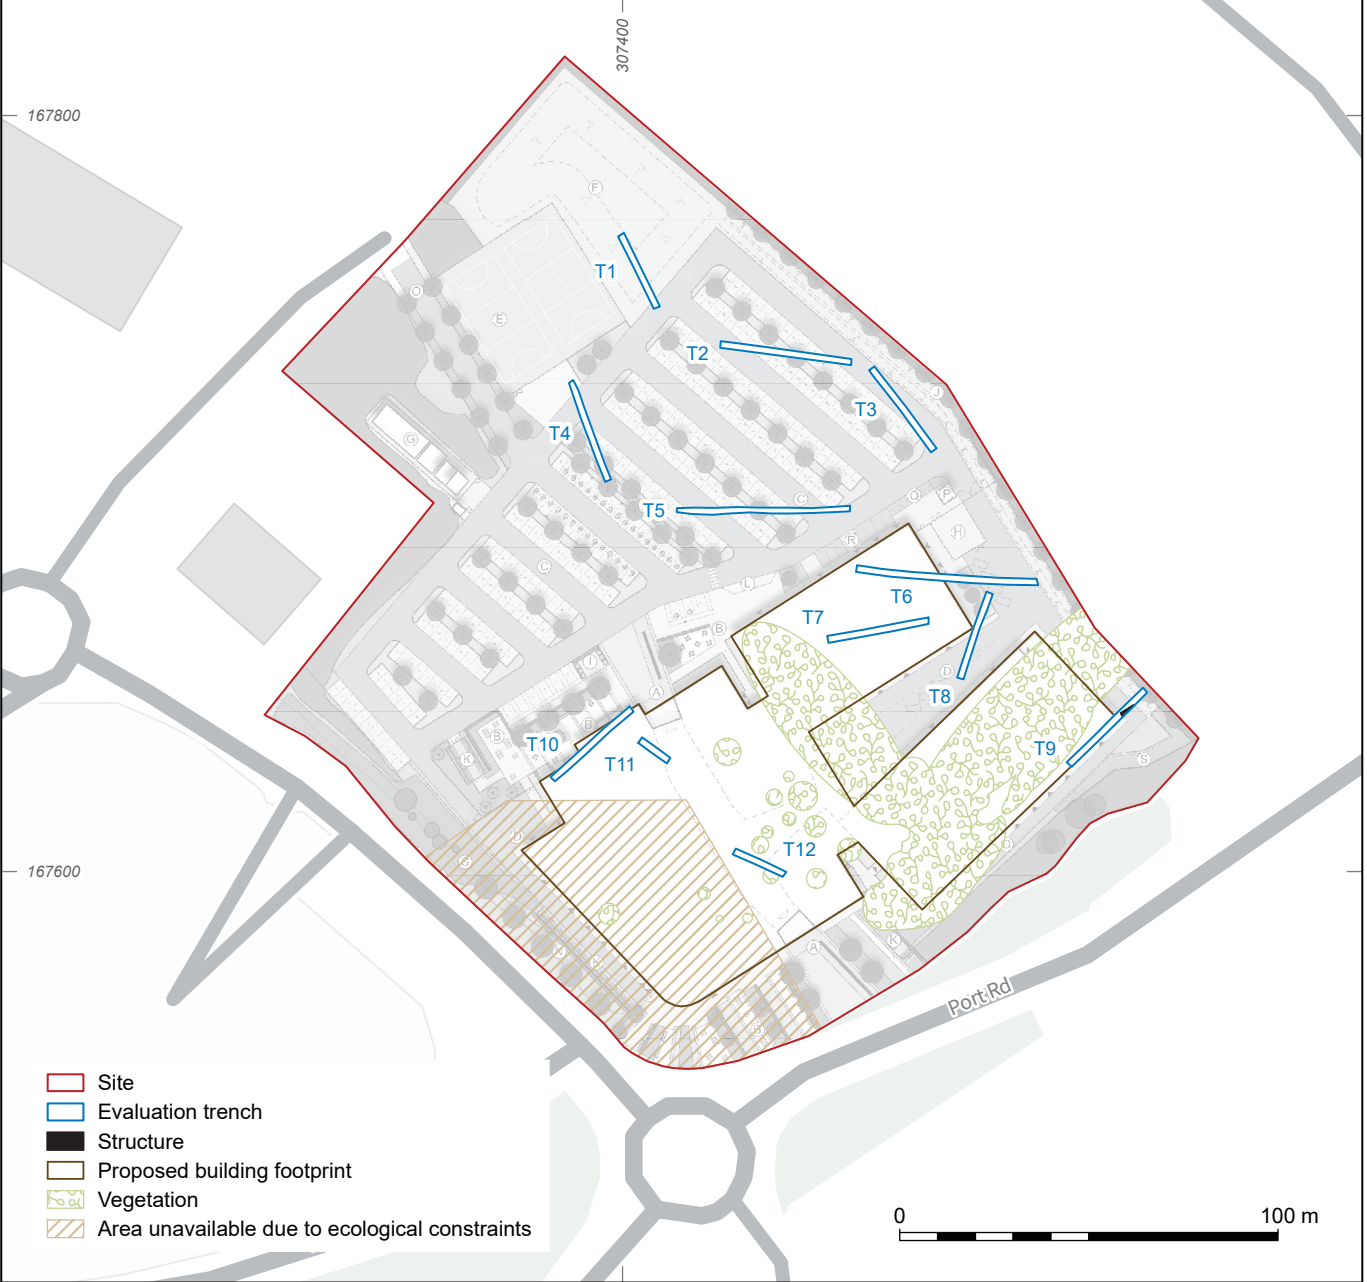 307400
167800
F
T1
O
E
T2
J
T3
G
T4
C
Q
P
T5
R
H
C
L
T6
T7
B
I
D
T8
A
B
B
T10
T11
T9
K
S
D
T12
A
K
Port Rd
167600
Site
Evaluation trench
Structure
Proposed building footprint
Vegetation
Area unavailable due to ecological constraints
0 100 m